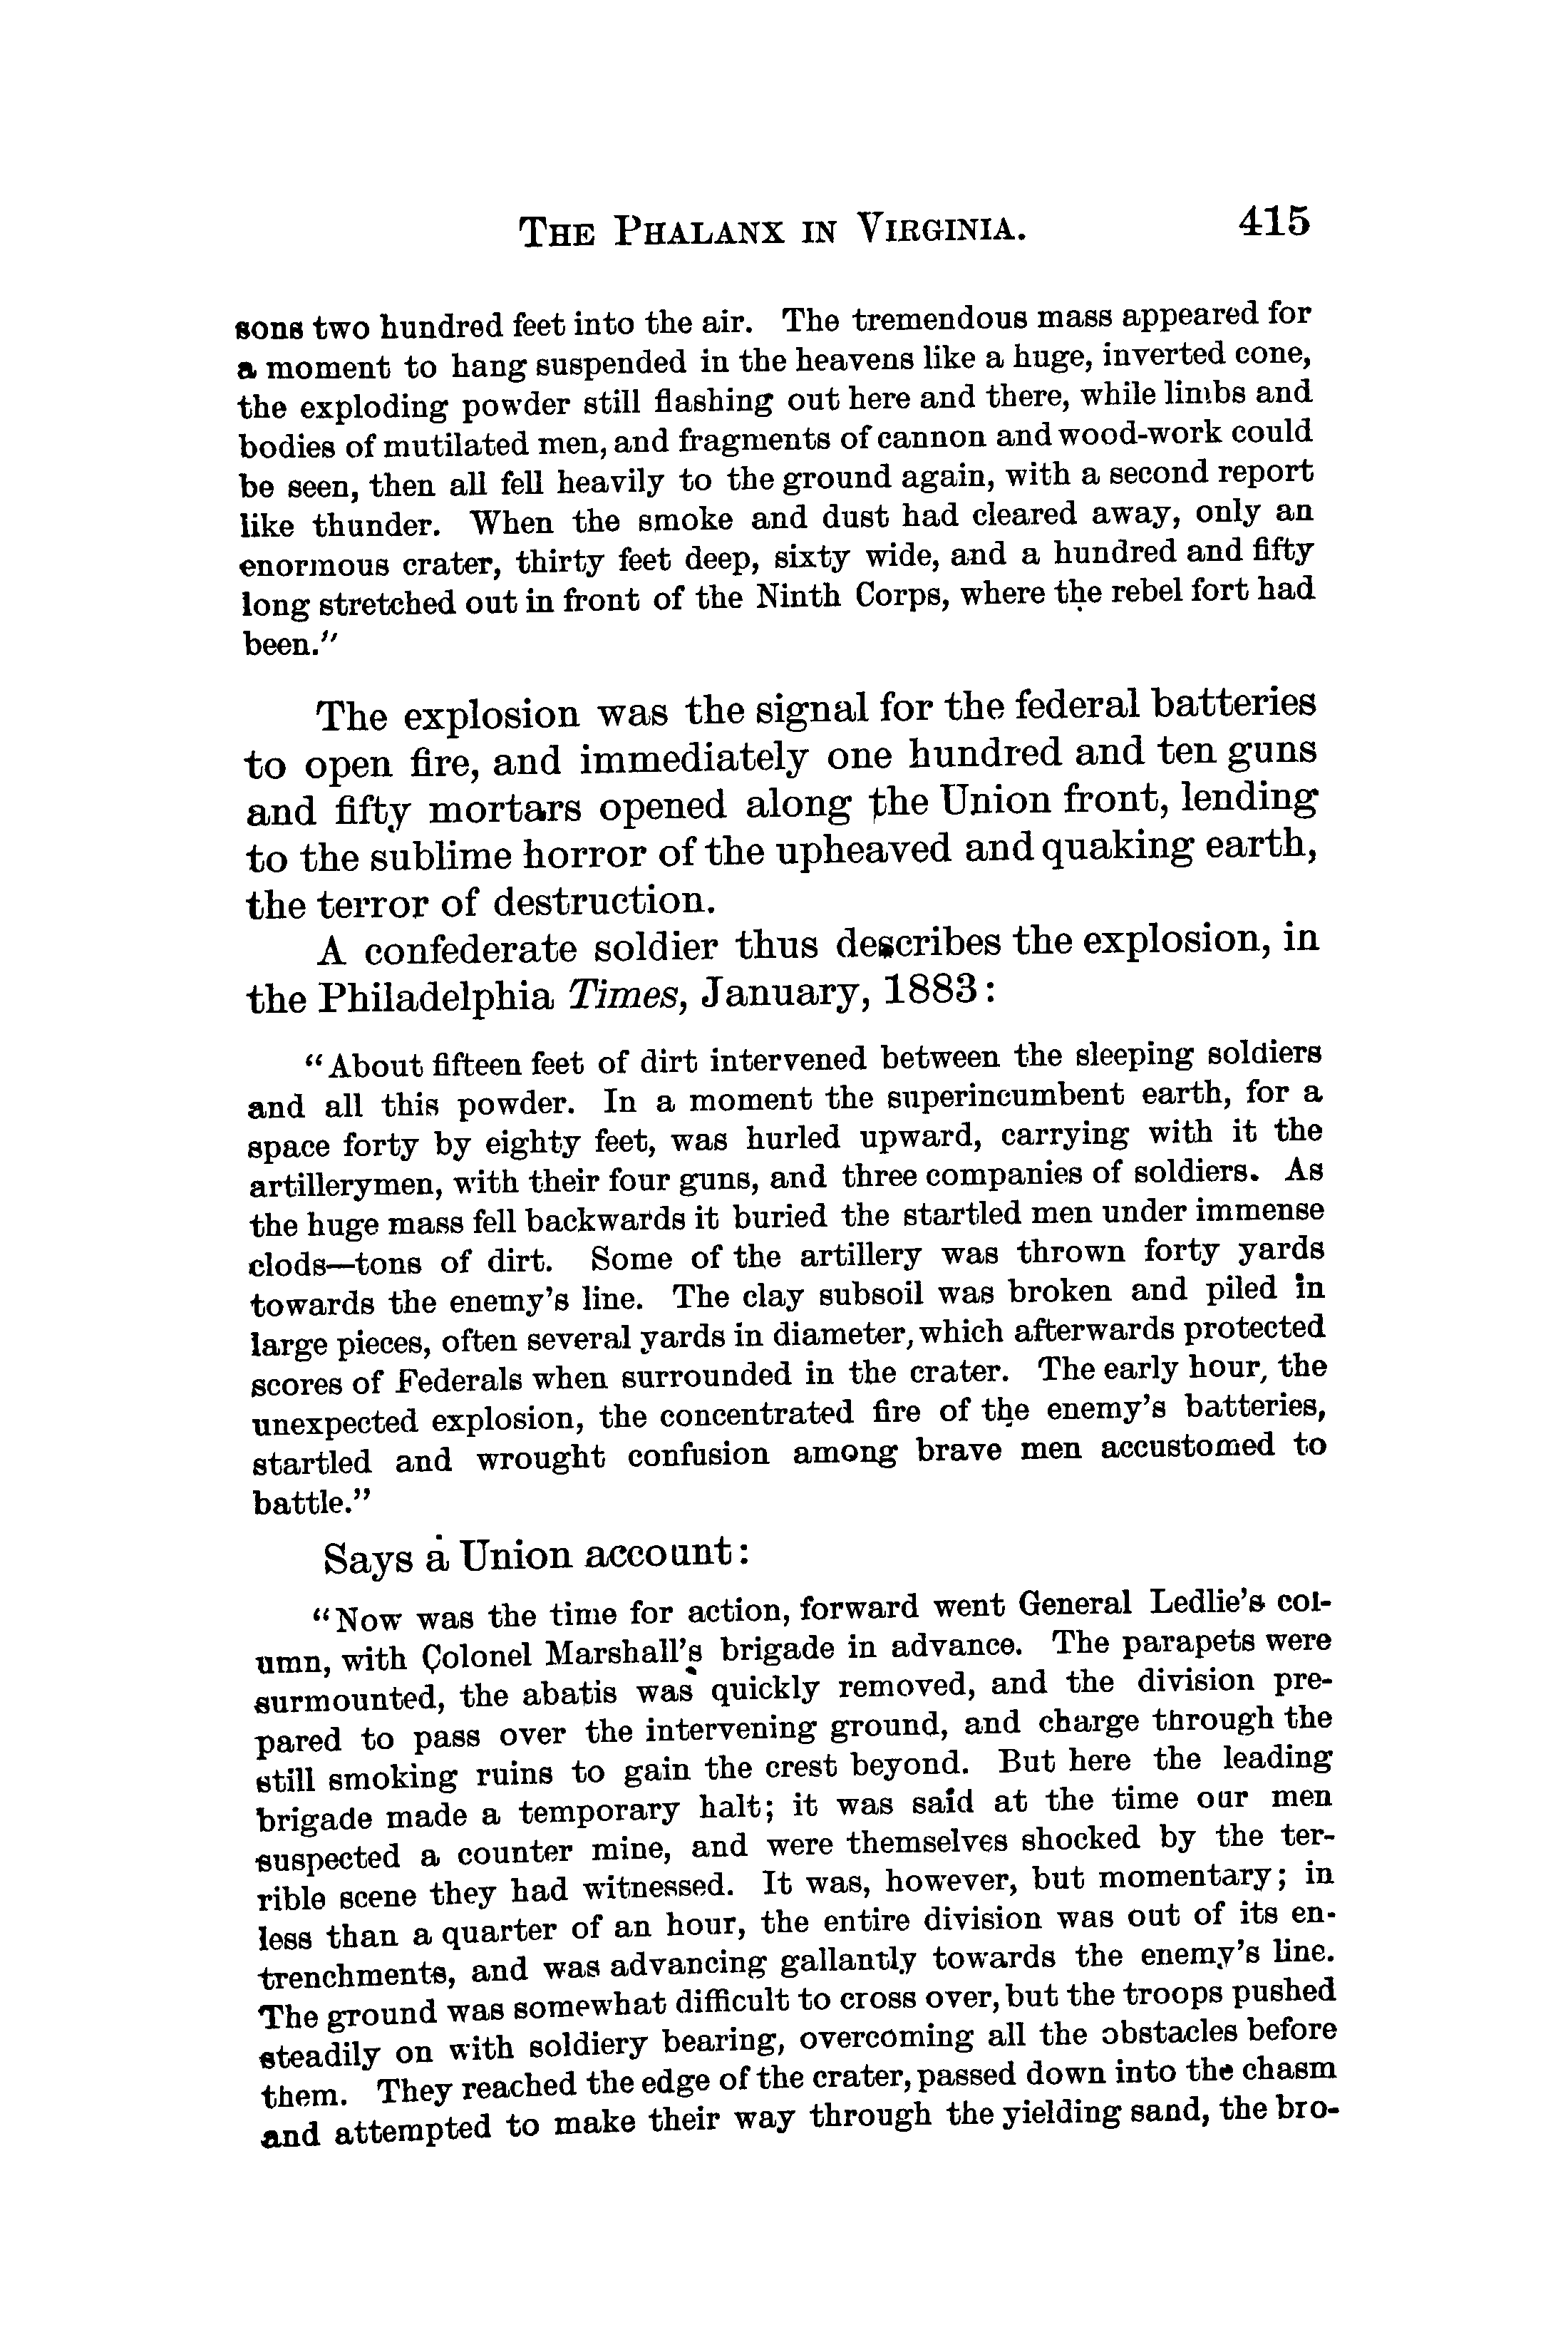 THE PHALANX IN VIRGINIA. 415
sons two hundred feet into the air. The tremendous mass appeared for
a moment to hang suspended in the heavens like a huge, inverted cone,
the exploding powder still flashing out here and there, while limbs and
bodies of mutilated men, and fragments of cannon and wood-work could
be seen, then all fell heavily to the ground again, with a second report
like thunder. When the smoke and dust had cleared away, only an
enormous crater, thirty feet deep, sixty wide, and a hundred and fifty
long stretched out in front of the Ninth Corps, where the rebel fort had
been."
The explosion was the signal for the federal batteries
to open fire, and immediately one hundred and ten guns
and fifty mortars opened along the Union front, lending
to the sublime horror of the upheaved and quaking earth,
the terror of destruction.
A confederate soldier thus describes the explosion, in
the Philadelphia Times, January, 1883:
"About fifteen feet of dirt intervened between the sleeping soldiers
and all this powder. In a moment the superincumbent earth, for a
space forty by eighty feet, was hurled upward, carrying with it the
artillerymen, with their four guns, and three companies of soldiers. As
the huge mass fell backwards it buried the startled men under immense
clods—tons of dirt. Some of the artillery was thrown forty yards
towards the enemy's line. The clay subsoil was broken and piled in
large pieces, often several yards in diameter, which afterwards protected
scores of Federals when surrounded in the crater. The early hour, the
unexpected explosion, the concentrated fire of the enemy's batteries,
startled and wrought confusion among brave men accustomed to
battle."
Says a Union account:
"Now was the time for action, forward went General Ledlie's col-
umn, with Colonel Marshall's brigade in advance. The parapets were
surmounted, the abatis was quickly removed, and the division pre-
pared to pass over the intervening ground, and charge through the
still smoking ruins to gain the crest beyond. But here the leading
brigade made a temporary halt; it was said at the time our men
suspected a counter mine, and were themselves shocked by the ter-
rible scene they had witnessed. It was, however, but momentary; in
less than a quarter of an hour, the entire division was out of its en-
trenchments, and was advancing gallantly towards the enemy's line.
The ground was somewhat difficult to cross over, but the troops pushed
steadily on with soldiery bearing, overcoming all the obstacles before
them. They reached the edge of the crater, passed down into the chasm
and attempted to make their way through the yielding sand, the bro-